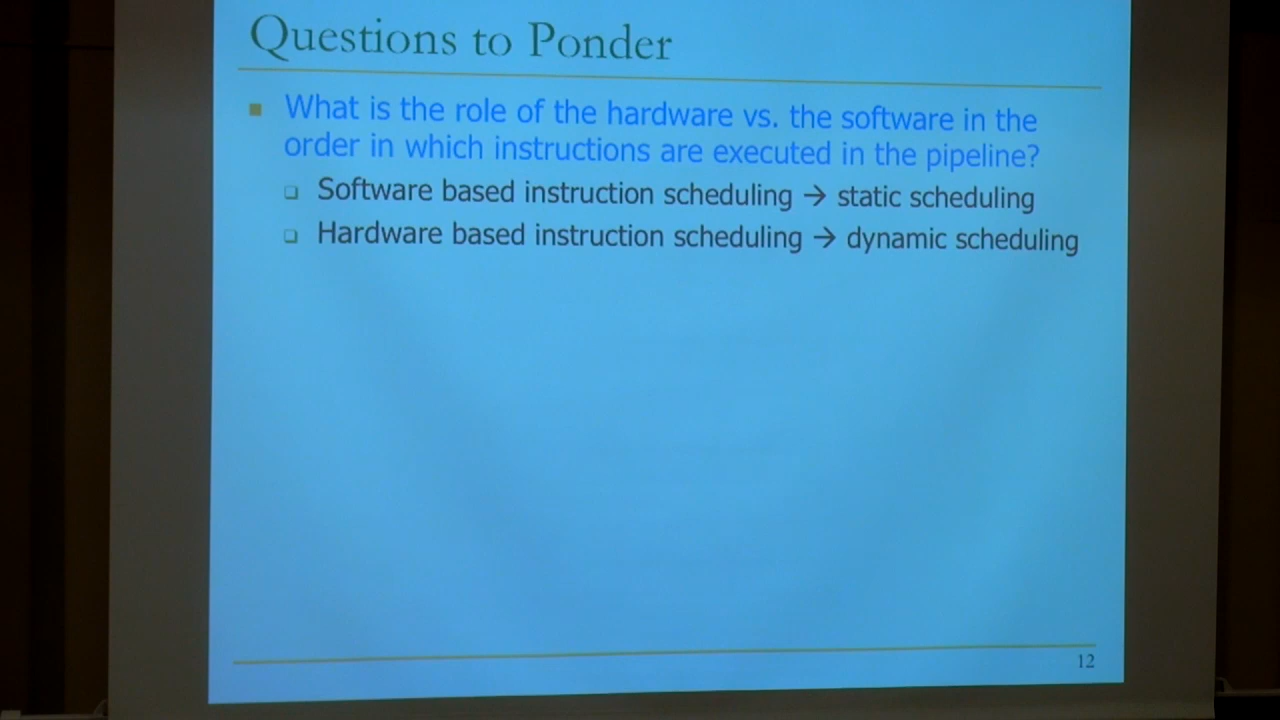 Questions to Ponder
What is the role of the hardware vs. the software in the
order in which instructions are executed in the pipeline?
Software based instruction scheduling → static scheduling
Hardware based instruction scheduling → dynamic scheduling
12